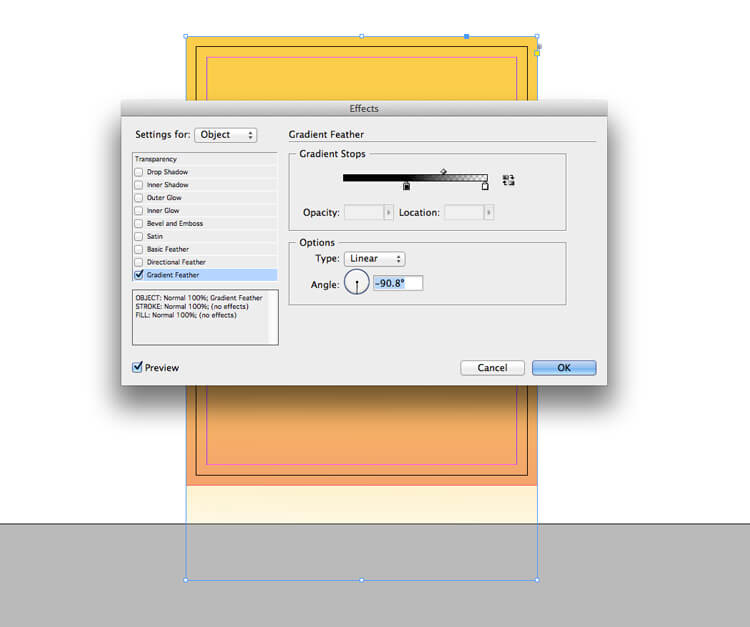 Effects
Settings for: Object
Gradient Feather
Transparency
Drop Shadow
Inner Shadow
Outer Glow
Inner Glow
Bevel and Emboss
Satin
Basic Feather
Directional Feather
Gradient Feather
OBJECT: Normal 100%; Gradient Feather
STROKE: Normal 100%; (no effects)
FILL: Normal 100%; (no effects)
Gradient Stops
Opacity: Location:
Options
Type: Linear
Angle: -90.8°
Preview
Cancel OK